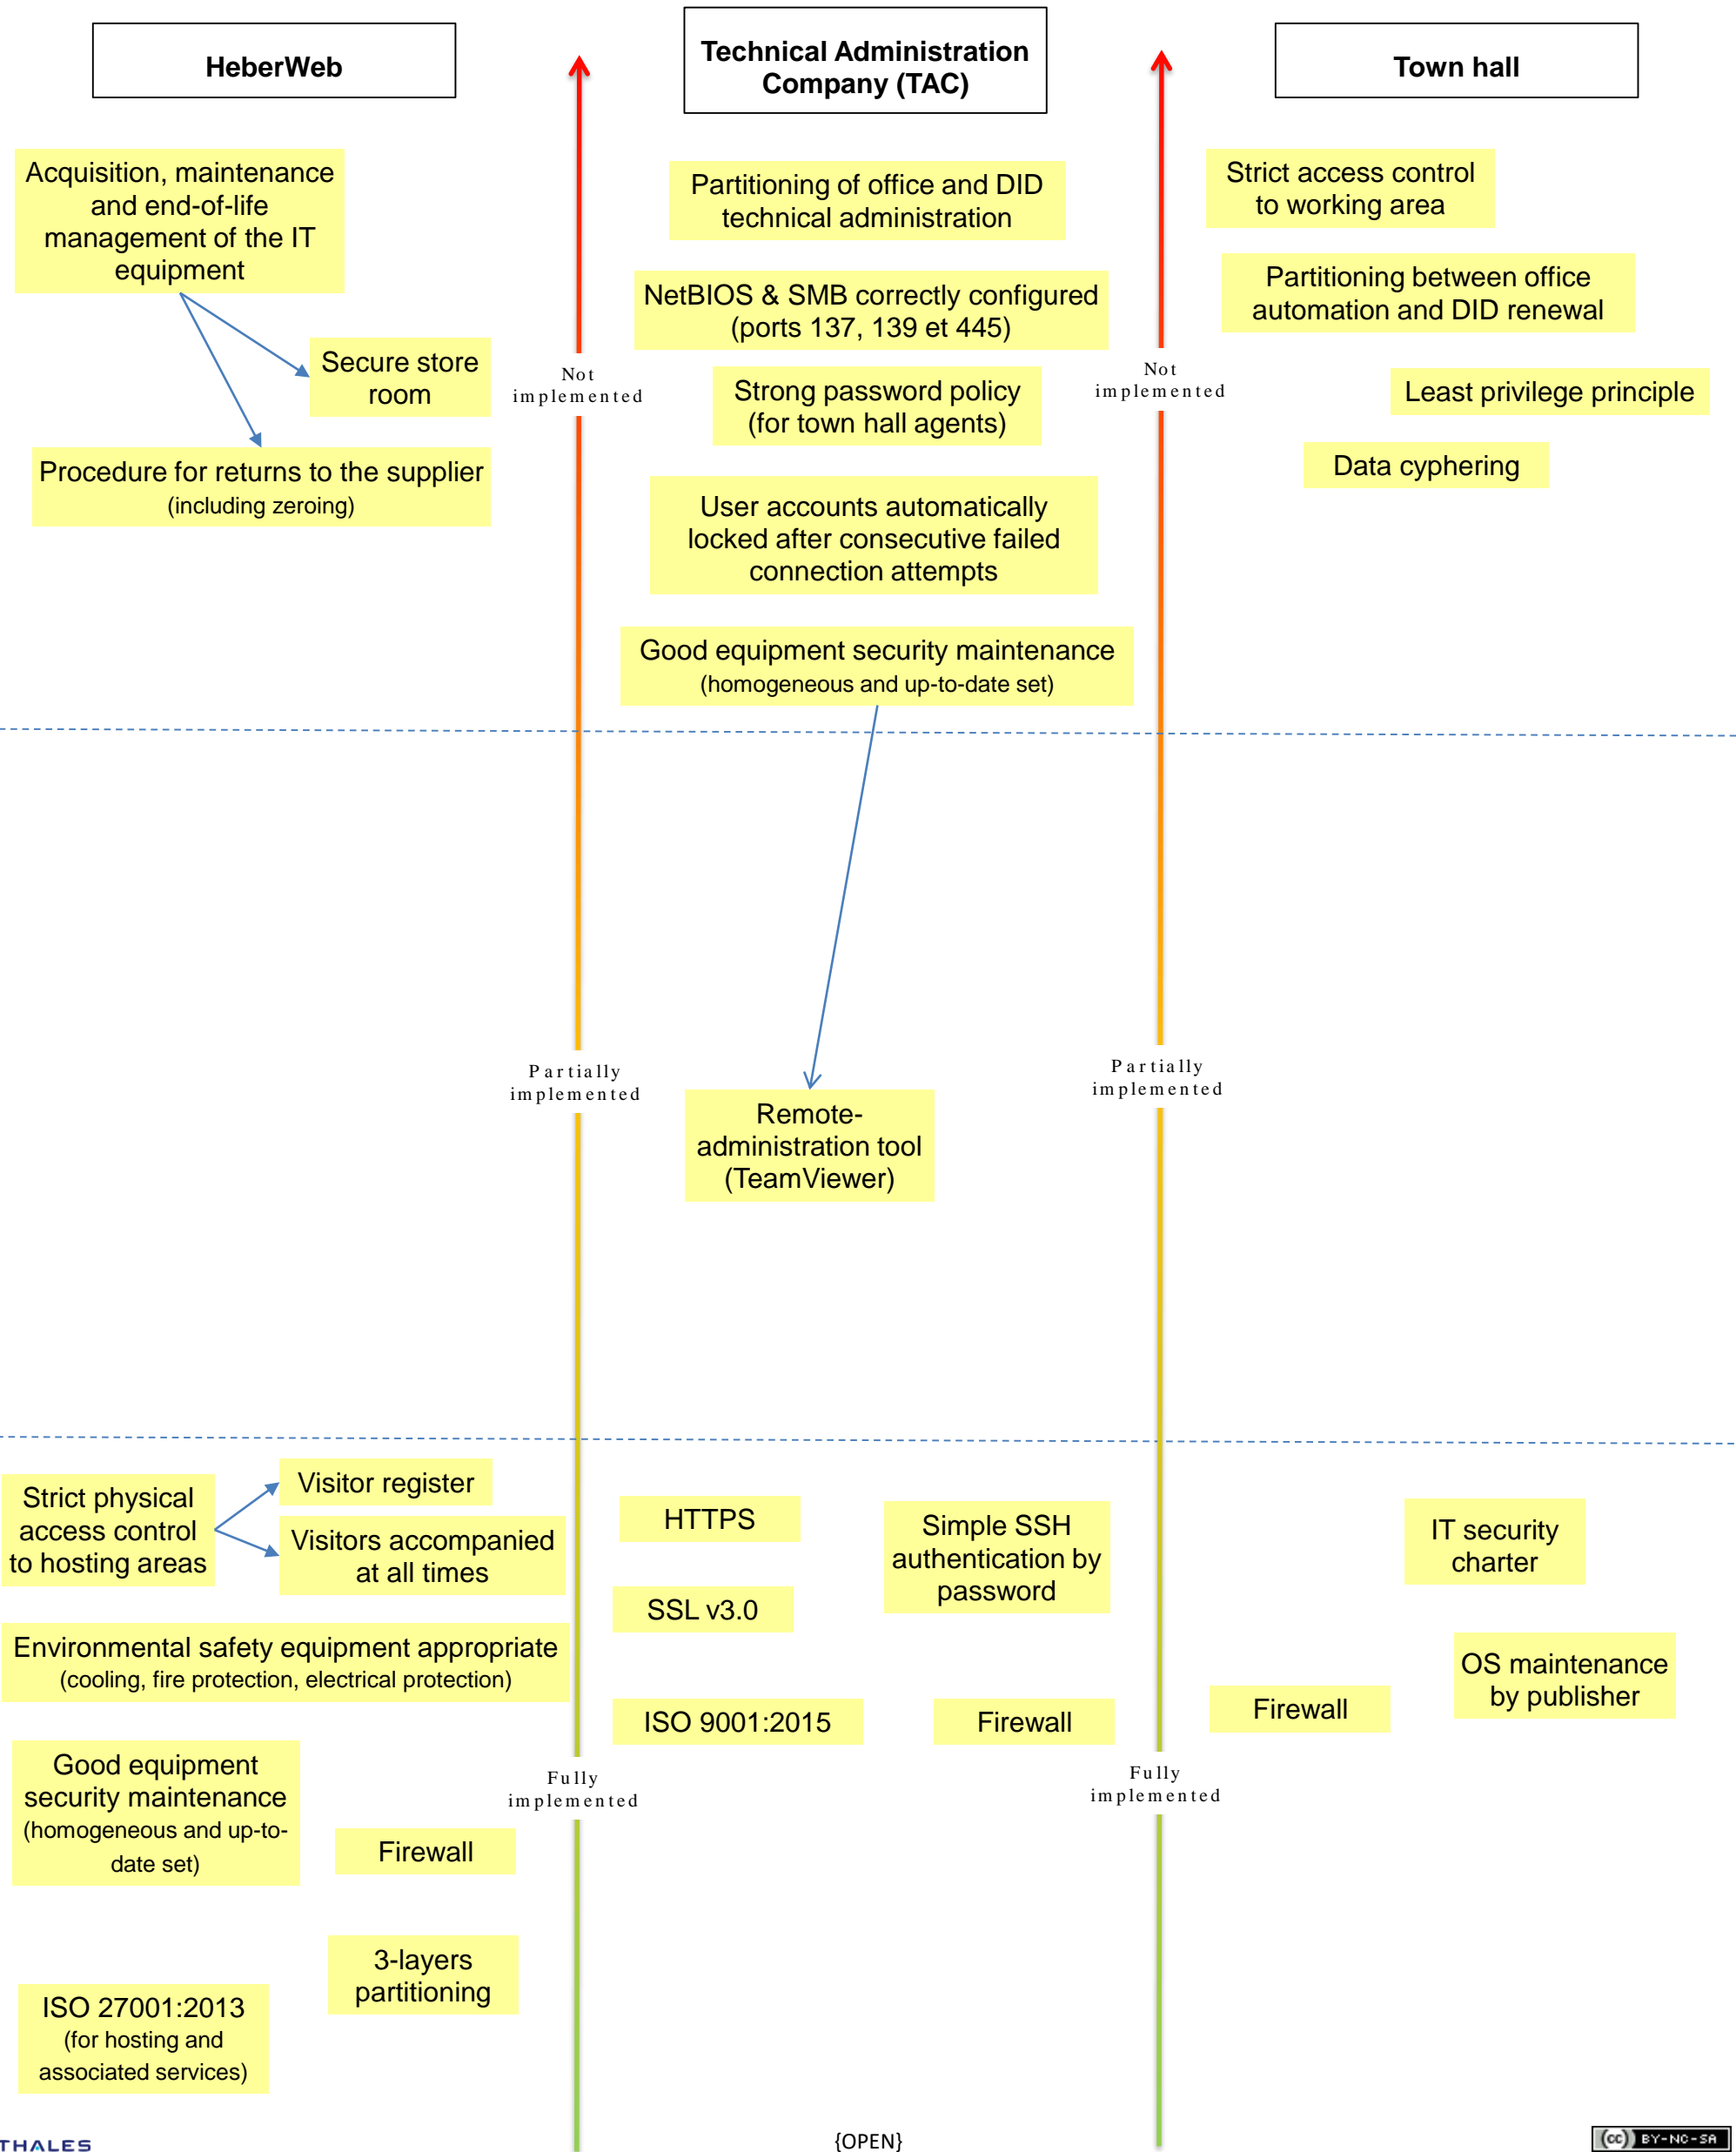 HeberWeb
Technical Administration
Company (TAC)
Town hall
Acquisition, maintenance
and end-of-life
management of the IT
equipment
Secure store
room
Procedure for returns to the supplier
(including zeroing)
Not
implemented
Partitioning of office and DID
technical administration
NetBIOS & SMB correctly configured
(ports 137, 139 et 445)
Strong password policy
(for town hall agents)
User accounts automatically
locked after consecutive failed
connection attempts
Good equipment security maintenance
(homogeneous and up-to-date set)
Not
implemented
Strict access control
to working area
Partitioning between office
automation and DID renewal
Least privilege principle
Data cyphering
Partially
implemented
Remote-
administration tool
(TeamViewer)
Partially
implemented
Strict physical
access control
to hosting areas
Visitor register
Visitors accompanied
at all times
Environmental safety equipment appropriate
(cooling, fire protection, electrical protection)
Good equipment
security maintenance
(homogeneous and up-to-
date set)
Firewall
3-layers
partitioning
ISO 27001:2013
(for hosting and
associated services)
Fully
implemented
HTTPS
SSL v3.0
Simple SSH
authentication by
password
ISO 9001:2015
Firewall
Fully
implemented
IT security
charter
OS maintenance
by publisher
Firewall
THALES
{OPEN}
(cc) BY-NC-SA